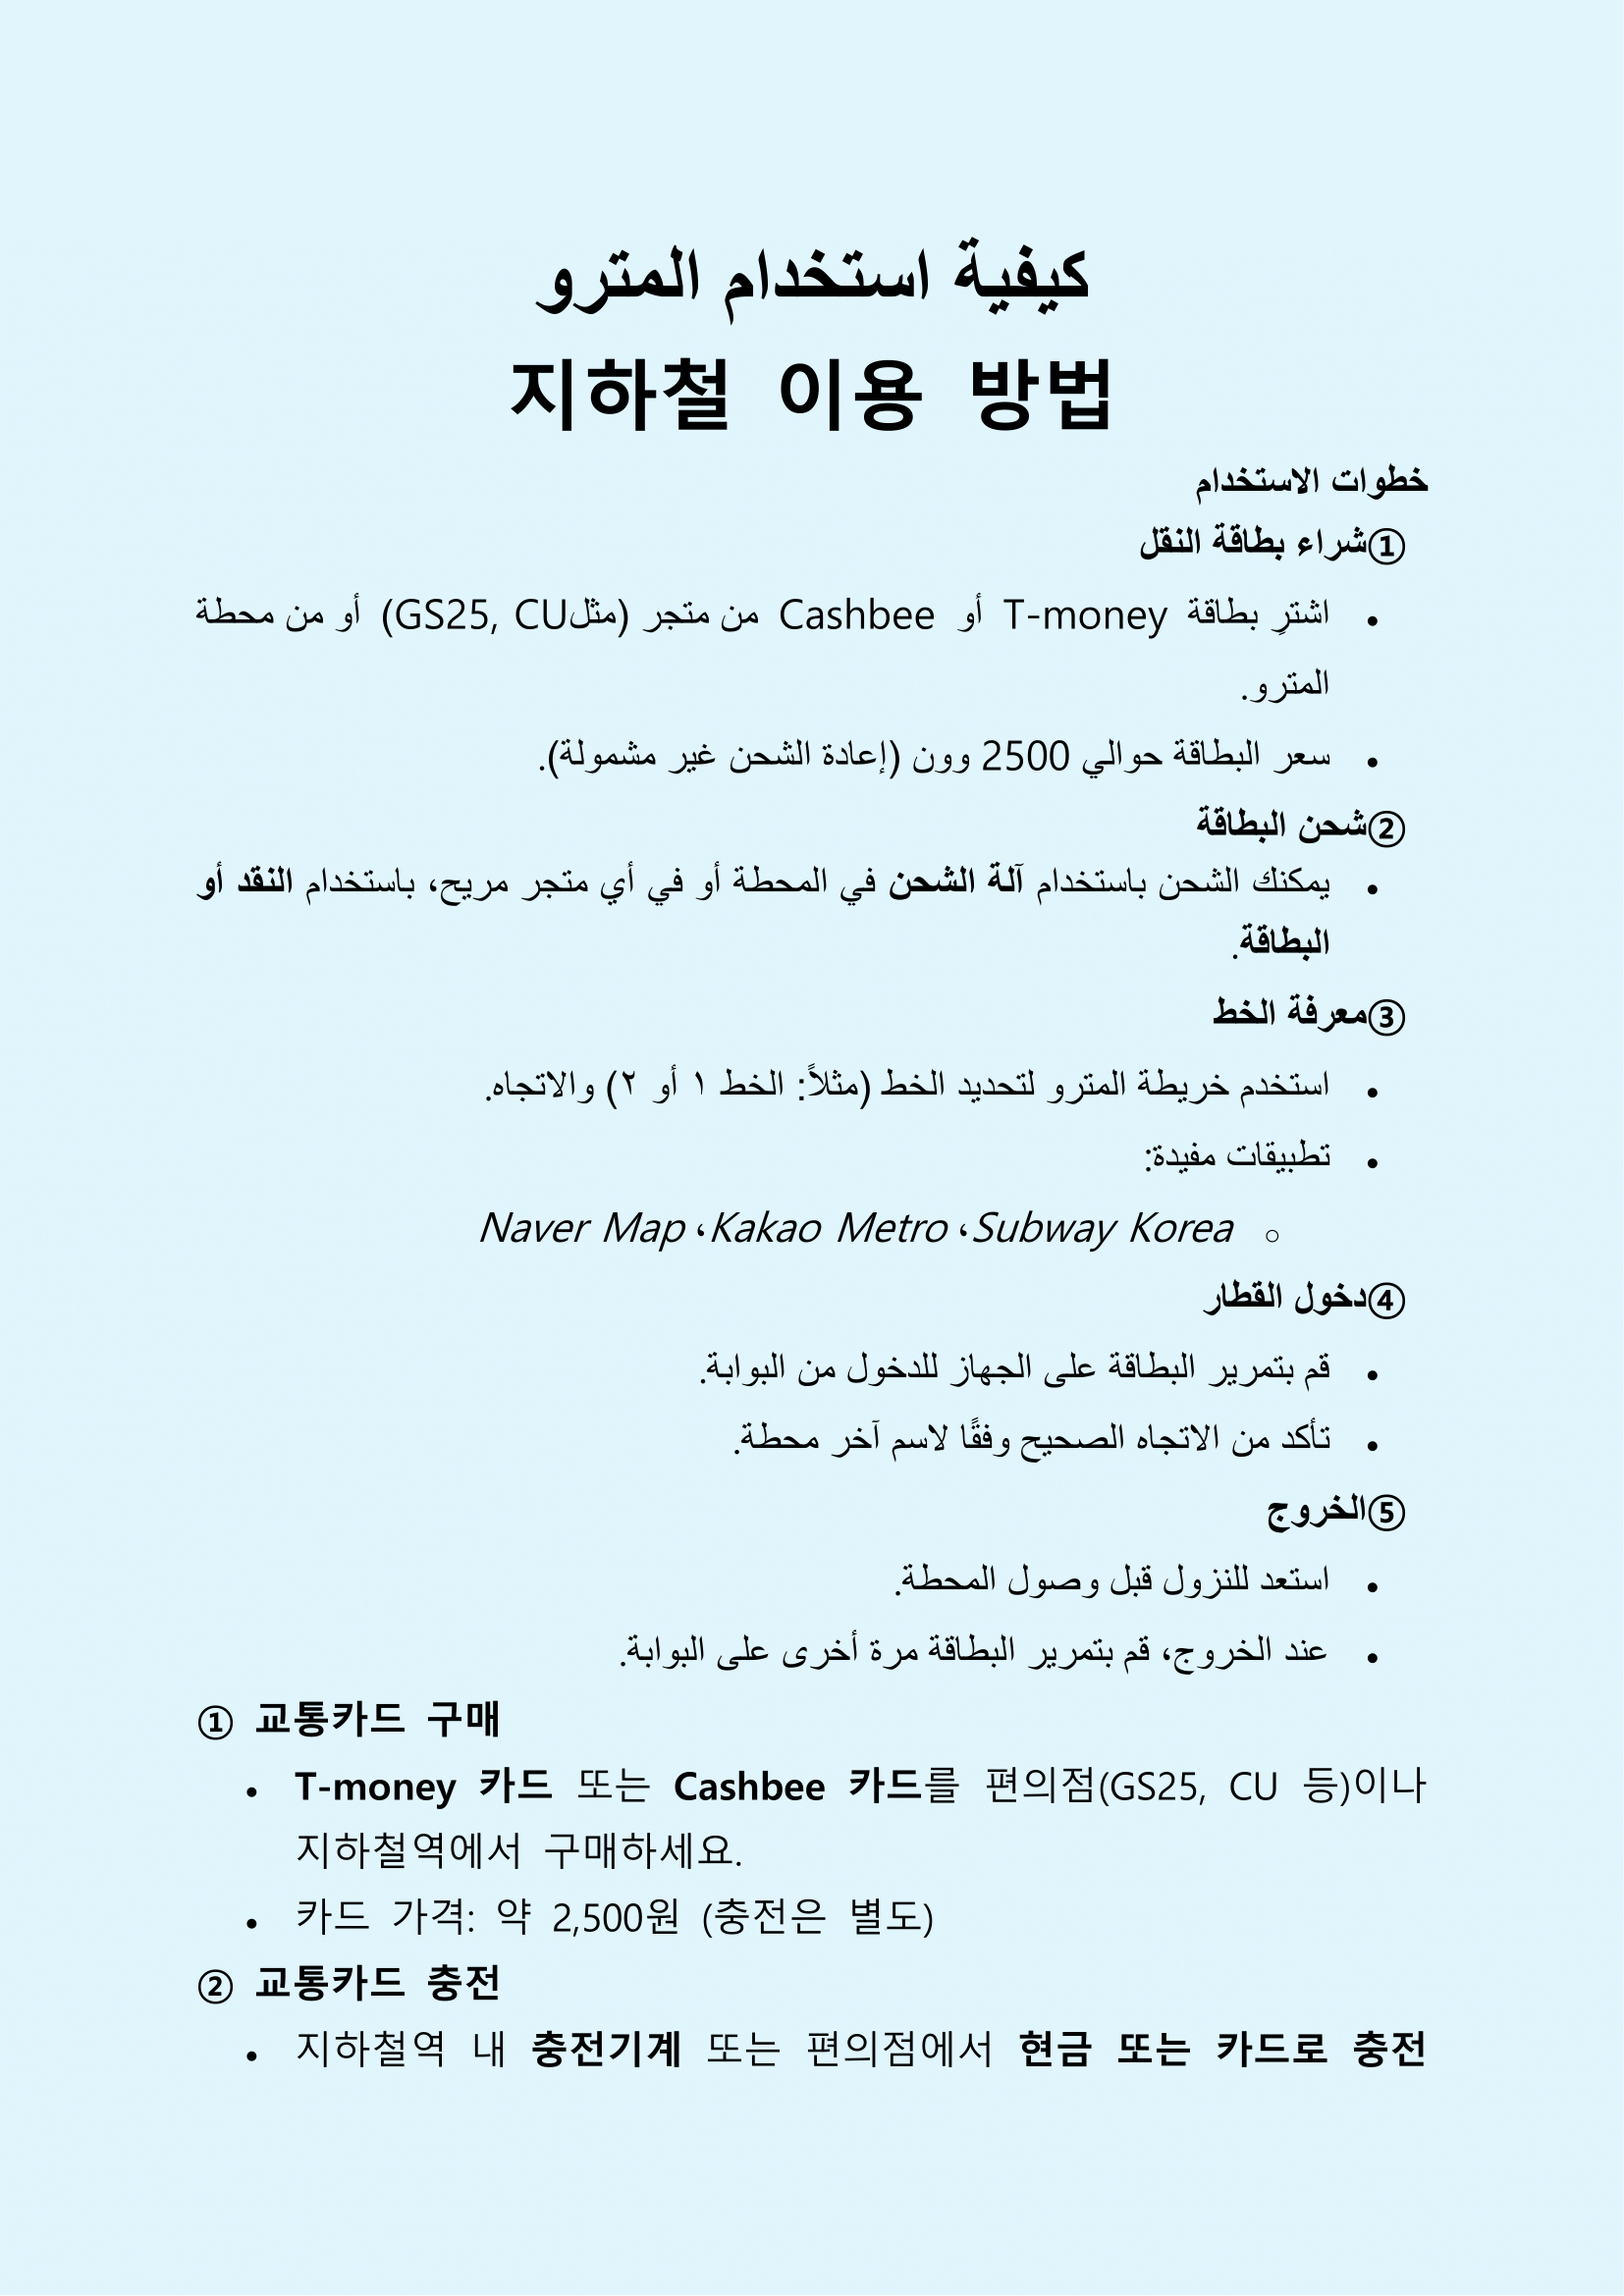 كيفية استخدام المترو
지하철 이용 방법
خطوات الاستخدام
①شراء بطاقة النقل
• اشترِ بطاقة T-money أو Cashbee من متجر (مثلGS25, CU) أو من محطة
المترو.
• سعر البطاقة حوالي 2500 وون (إعادة الشحن غير مشمولة).
②شحن البطاقة
• يمكنك الشحن باستخدام آلة الشحن في المحطة أو في أي متجر مريح، باستخدام النقد أو
البطاقة.
③معرفة الخط
• استخدم خريطة المترو لتحديد الخط (مثلاً: الخط ١ أو ٢) والاتجاه.
• تطبيقات مفيدة:
○ Subway Korea، Kakao Metro، Naver Map
④دخول القطار
• قم بتمرير البطاقة على الجهاز للدخول من البوابة.
• تأكد من الاتجاه الصحيح وفقًا لاسم آخر محطة.
⑤الخروج
• استعد للنزول قبل وصول المحطة.
• عند الخروج، قم بتمرير البطاقة مرة أخرى على البوابة.
① 교통카드 구매
• T-money 카드 또는 Cashbee 카드를 편의점(GS25, CU 등)이나
지하철역에서 구매하세요.
• 카드 가격: 약 2,500원 (충전은 별도)
② 교통카드 충전
• 지하철역 내 충전기계 또는 편의점에서 현금 또는 카드로 충전